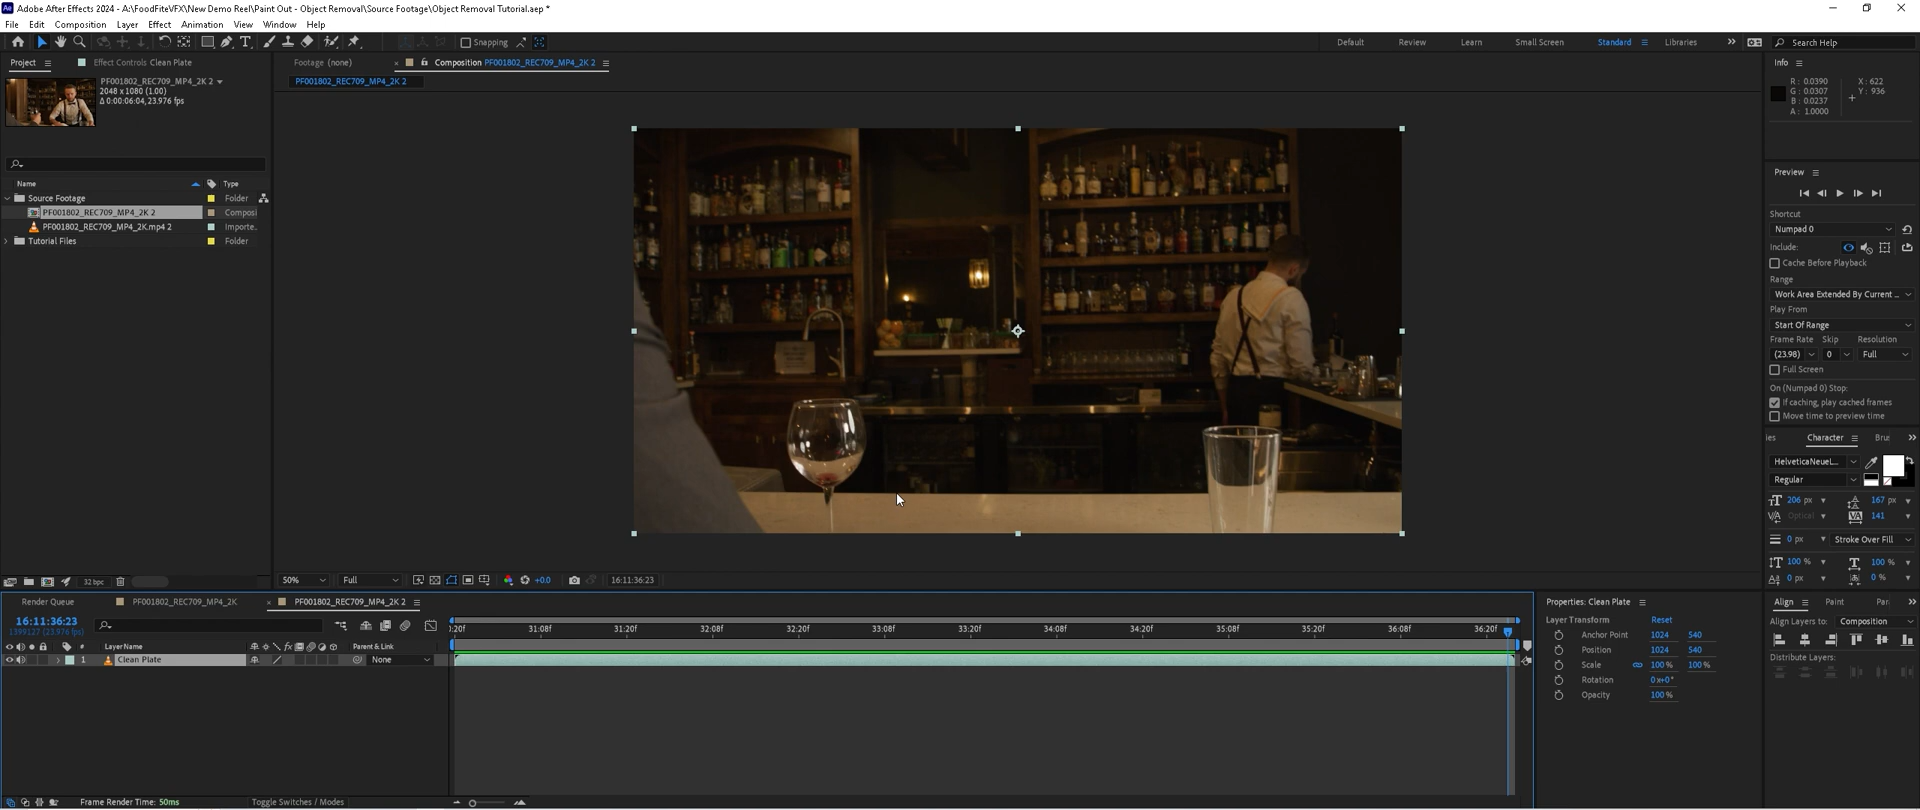 Adobe After Effects 2024 - A:\FoodFiteVFX\New Demo Reel\Paint Out - Object Removal\Source Footage\Object Removal Tutorial.aep *
File Edit Composition Layer Effect Animation View Window Help
Snapping Default Review Learn Small Screen Standard Libraries Search Help
Project Effect Controls Clean Plate Footage (none) Composition PF001802_REC709_MP4_2K 2 Info
PF001802_REC709_MP4_2K 2 PF001802_REC709_MP4_2K 2
2048 x 1080 (1.00)
Δ 0:00:06:04, 23.976 fps
R: 0.0390 X: 622
G: 0.0307 Y: 936
B: 0.0237
A: 1.0000
Preview
Name Type
Source Footage Folder
PF001802_REC709_MP4_2K 2 Composi
PF001802_REC709_MP4_2K.mp4 2 Importe..
Tutorial Files Folder
Shortcut
Numpad 0
Include:
Cache Before Playback
Range
Work Area Extended By Current ...
Play From
Start Of Range
Frame Rate Skip Resolution
(23.98) 0 Full
Full Screen
On (Numpad 0) Stop:
If caching, play cached frames
Move time to preview time
ies Character Bru
HelveticaNeueL...
Regular
206 px 167 px
Optical 141
0 px Stroke Over Fill
100 % 100 %
0 px 0 %
32 bpc 50% Full +0.0 16:11:36:23
Render Queue PF001802_REC709_MP4_2K PF001802_REC709_MP4_2K 2
16:11:36:23
1399127 (23.976 fps)
:20f 31:08f 31:20f 32:08f 32:20f 33:08f 33:20f 34:08f 34:20f 35:08f 35:20f 36:08f 36:20f
# Layer Name Parent & Link
1 Clean Plate None
Properties: Clean Plate
Layer Transform Reset
Anchor Point 1024 540
Position 1024 540
Scale 100 % 100 %
Rotation 0x+0°
Opacity 100 %
Align Paint Par
Align Layers to: Composition
Distribute Layers:
Frame Render Time: 50ms Toggle Switches / Modes